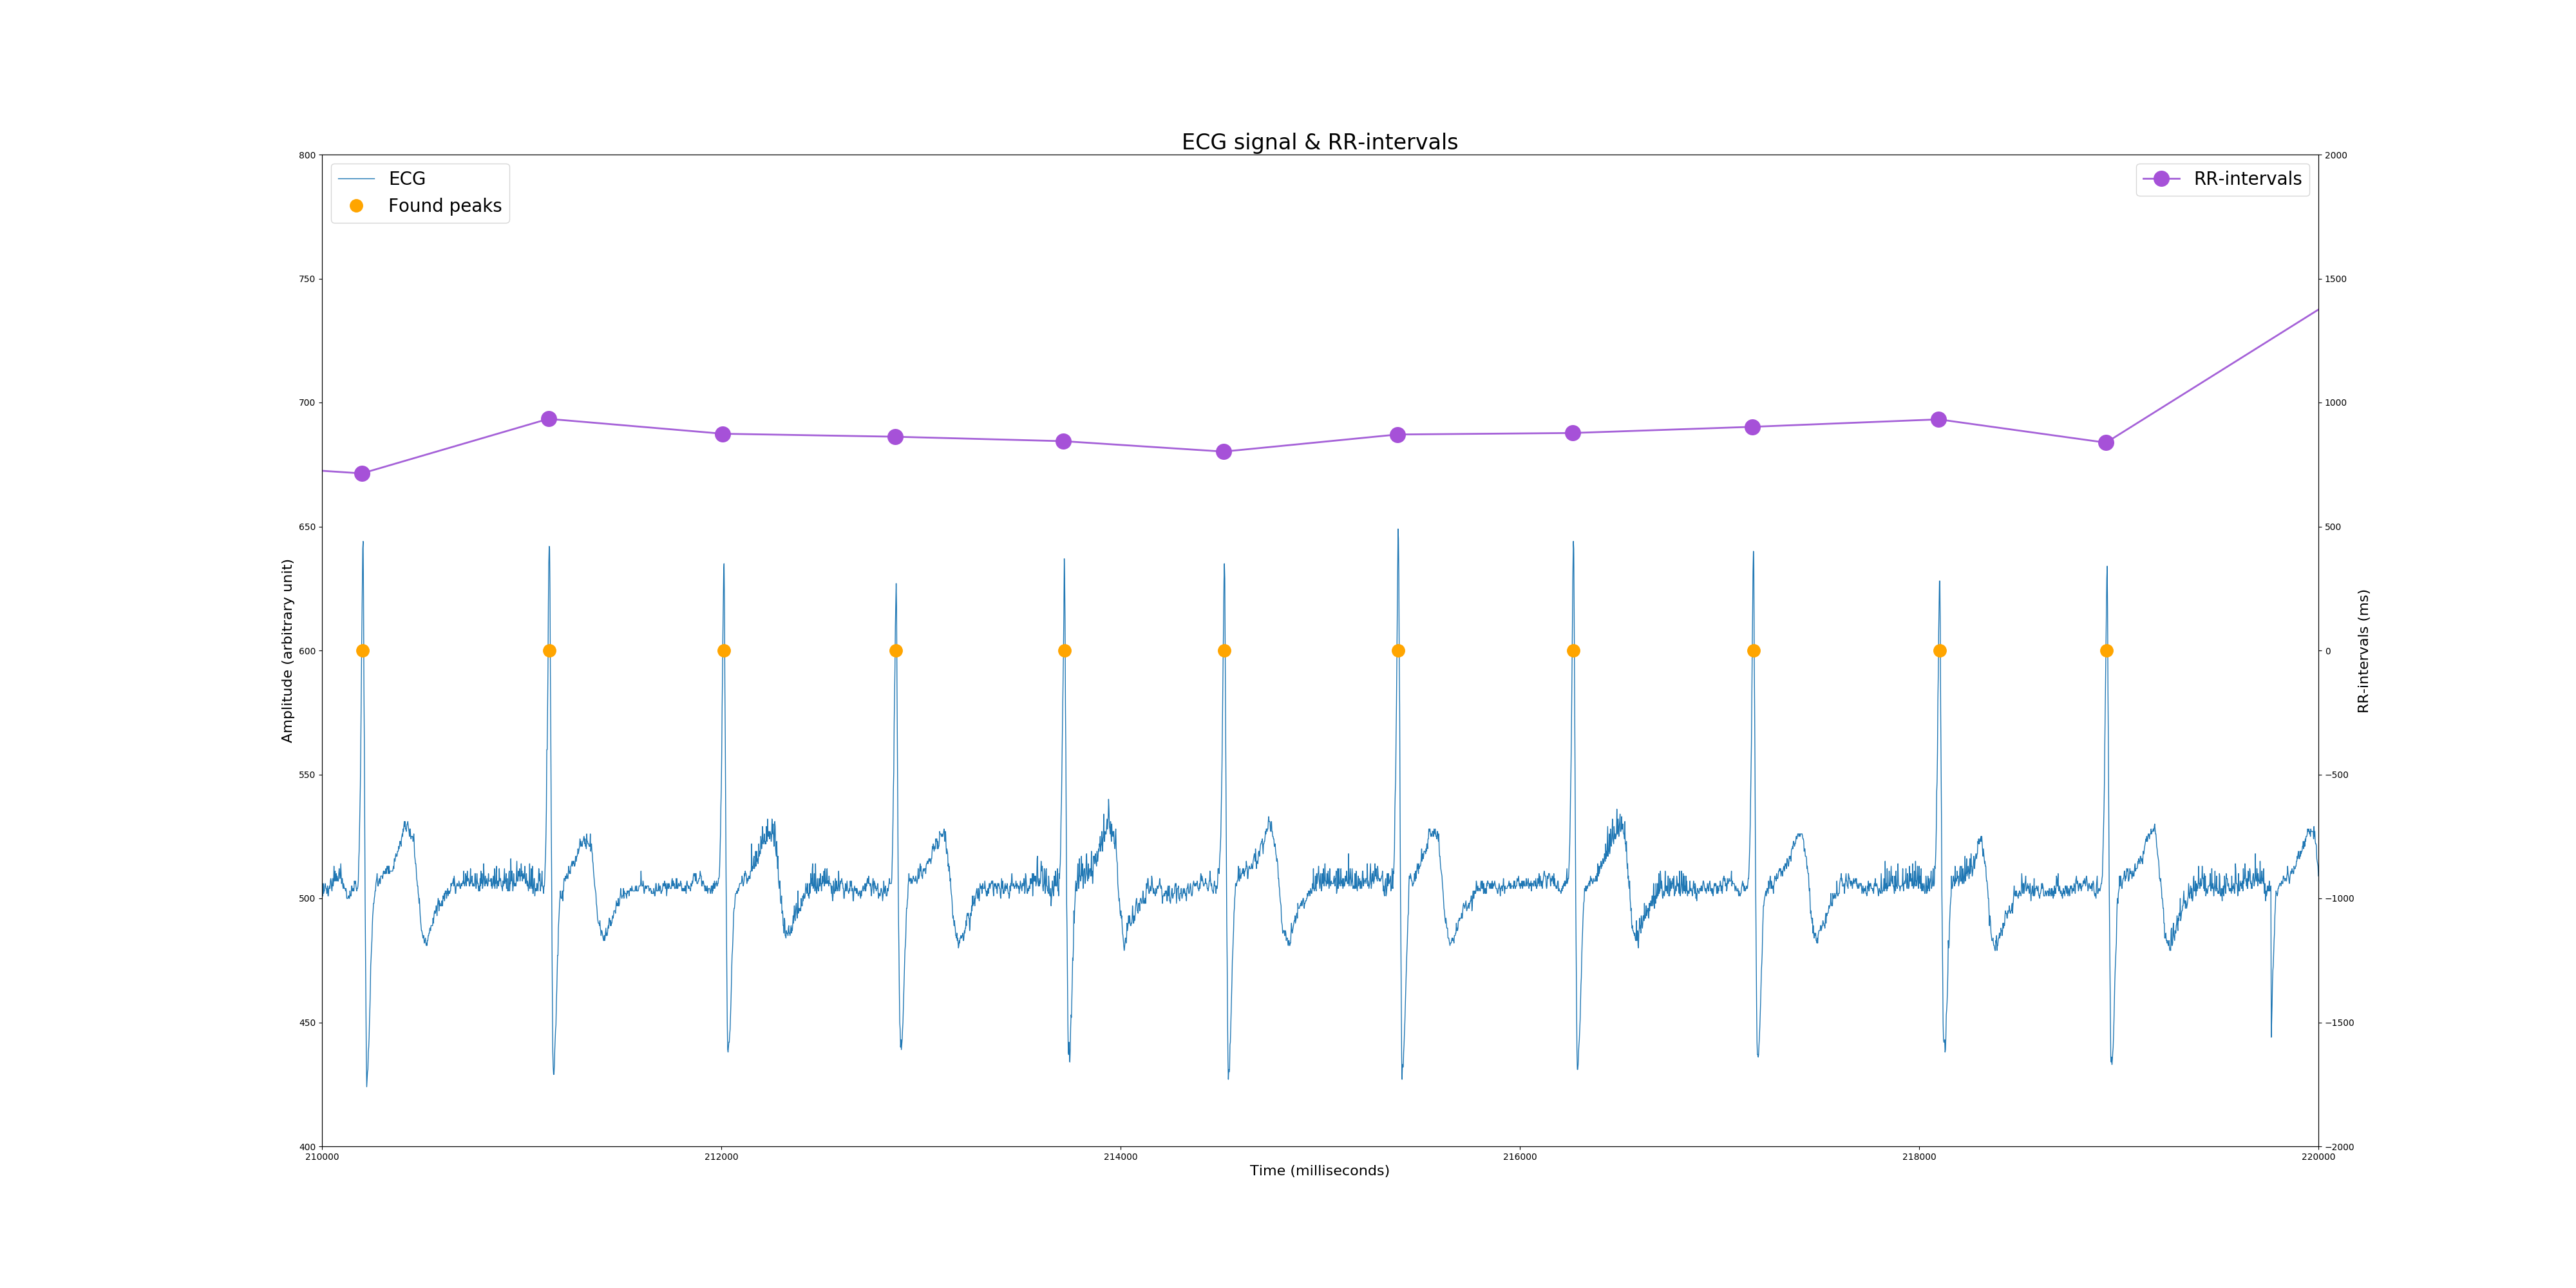 ECG signal & RR-intervals
ECG
Found peaks
RR-intervals
800
750
700
650
600
550
500
450
400
Amplitude (arbitrary unit)
2000
1500
1000
500
0
−500
−1000
−1500
−2000
RR-intervals (ms)
210000 212000 214000 216000 218000 220000
Time (milliseconds)